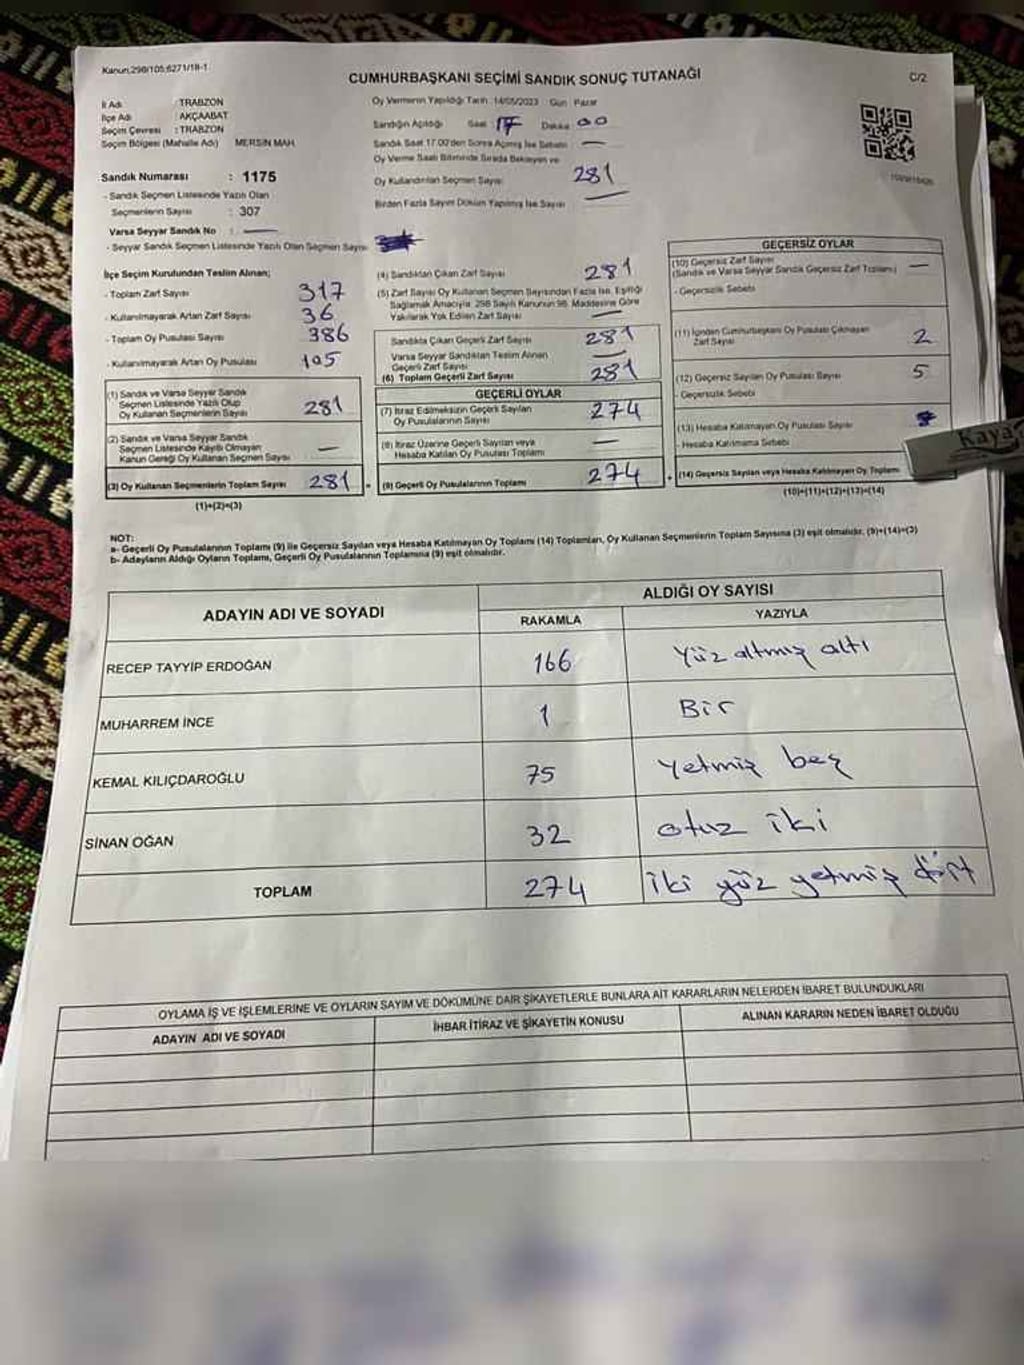 Kanun;298/105;6271/18-1
CUMHURBAŞKANI SEÇİMİ SANDIK SONUÇ TUTANAĞI
C/2
İl Adı : TRABZON
İlçe Adı : AKÇAABAT
Seçim Çevresi : TRABZON
Seçim Bölgesi (Mahalle Adı) MERSİN MAH.
Sandık Numarası : 1175
- Sandık Seçmen Listesinde Yazılı Olan
Seçmenlerin Sayısı : 307
Varsa Seyyar Sandık No : —
- Seyyar Sandık Seçmen Listesinde Yazılı Olan Seçmen Sayısı
Oy Vermenin Yapıldığı Tarih : 14/05/2023 Gün : Pazar
Sandığın Açıldığı Saat : 17 Dakika : 00
Sandık Saat 17.00'den Sonra Açılmış İse Sebebi : —
Oy Verme Saati Bitiminde Sırada Bekleyen ve
Oy Kullandırılan Seçmen Sayısı: 281
Birden Fazla Sayım Döküm Yapılmış İse Sayısı —
İlçe Seçim Kurulundan Teslim Alınan;
- Toplam Zarf Sayısı 317
- Kullanılmayarak Artan Zarf Sayısı 36
- Toplam Oy Pusulası Sayısı 386
- Kullanılmayarak Artan Oy Pusulası 105
(1) Sandık ve Varsa Seyyar Sandık
Seçmen Listesinde Yazılı Olup
Oy Kullanan Seçmenlerin Sayısı 281
(2) Sandık ve Varsa Seyyar Sandık
Seçmen Listesinde Kayıtlı Olmayan
Kanun Gereği Oy Kullanan Seçmen Sayısı —
(3) Oy Kullanan Seçmenlerin Toplam Sayısı 281 =
(1)+(2)=(3)
(4) Sandıktan Çıkan Zarf Sayısı 281
(5) Zarf Sayısı Oy Kullanan Seçmen Sayısından Fazla İse, Eşitliği
Sağlamak Amacıyla 298 Sayılı Kanunun 98. Maddesine Göre
Yakılarak Yok Edilen Zarf Sayısı —
Sandıkta Çıkan Geçerli Zarf Sayısı 281
Varsa Seyyar Sandıktan Teslim Alınan
Geçerli Zarf Sayısı —
(6) Toplam Geçerli Zarf Sayısı 281
GEÇERLİ OYLAR
(7) İtiraz Edilmeksizin Geçerli Sayılan
Oy Pusulalarının Sayısı 274
(8) İtiraz Üzerine Geçerli Sayılan veya
Hesaba Katılan Oy Pusulası Toplamı —
(9) Geçerli Oy Pusulalarının Toplamı 274 +
GEÇERSİZ OYLAR
(10) Geçersiz Zarf Sayısı
(Sandık ve Varsa Seyyar Sandık Geçersiz Zarf Toplamı) —
- Geçersizlik Sebebi
(11) İçinden Cumhurbaşkanı Oy Pusulası Çıkmayan
Zarf Sayısı 2
(12) Geçersiz Sayılan Oy Pusulası Sayısı 5
- Geçersizlik Sebebi
(13) Hesaba Katılmayan Oy Pusulası Sayısı
- Hesaba Katılmama Sebebi
Kaya
(14) Geçersiz Sayılan veya Hesaba Katılmayan Oy Toplamı
(10)+(11)+(12)+(13)=(14)
NOT:
a- Geçerli Oy Pusulalarının Toplamı (9) ile Geçersiz Sayılan veya Hesaba Katılmayan Oy Toplamı (14) Toplamları, Oy Kullanan Seçmenlerin Toplam Sayısına (3) eşit olmalıdır. (9)+(14)=(3)
b- Adayların Aldığı Oyların Toplamı, Geçerli Oy Pusulalarının Toplamına (9) eşit olmalıdır.
ADAYIN ADI VE SOYADI
ALDIĞI OY SAYISI
RAKAMLA YAZIYLA
RECEP TAYYİP ERDOĞAN 166 Yüz altmış altı
MUHARREM İNCE 1 Bir
KEMAL KILIÇDAROĞLU 75 Yetmiş beş
SİNAN OĞAN 32 otuz iki
TOPLAM 274 iki yüz yetmiş dört
OYLAMA İŞ VE İŞLEMLERİNE VE OYLARIN SAYIM VE DÖKÜMÜNE DAİR ŞİKAYETLERLE BUNLARA AİT KARARLARIN NELERDEN İBARET BULUNDUKLARI
ADAYIN ADI VE SOYADI İHBAR İTİRAZ VE ŞİKAYETİN KONUSU ALINAN KARARIN NEDEN İBARET OLDUĞU